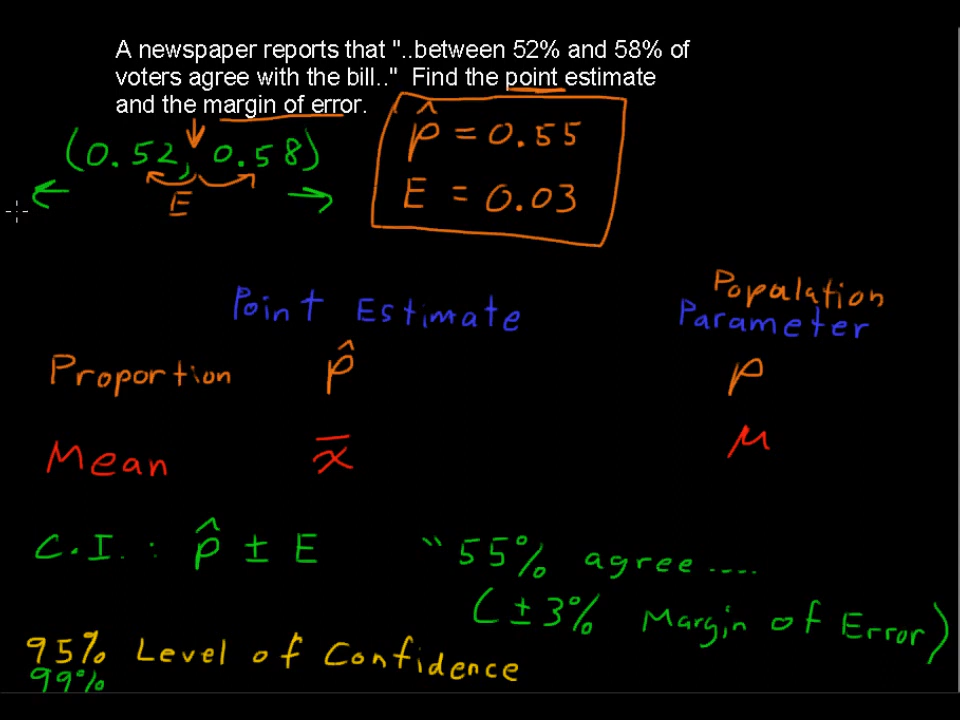 A newspaper reports that "..between 52% and 58% of
voters agree with the bill.." Find the point estimate
and the margin of error.
(0.52, 0.58)
E
p̂ = 0.55
E = 0.03
Point Estimate
Population
Parameter
Proportion p̂ p
Mean x̄ μ
C.I. : p̂ ± E
"55% agree....
(±3% Margin of Error)
95% Level of Confidence
99%